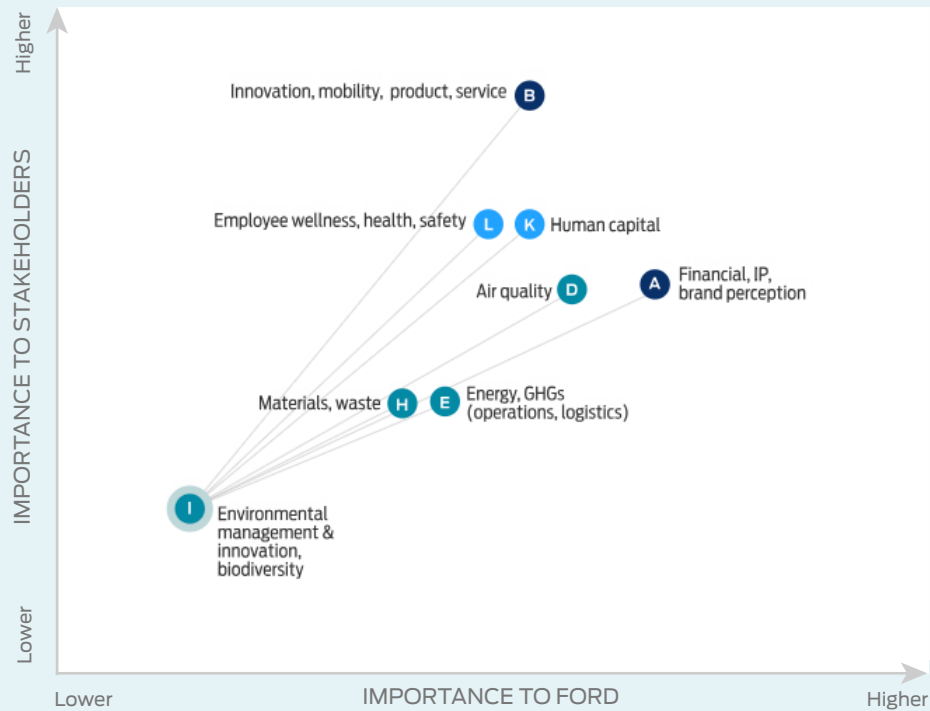 Higher
IMPORTANCE TO STAKEHOLDERS
Lower
Innovation, mobility, product, service
B
Employee wellness, health, safety
L
K
Human capital
Air quality
D
A
Financial, IP,
brand perception
Materials, waste
H
E
Energy, GHGs
(operations, logistics)
I
Environmental
management &
innovation,
biodiversity
Lower
IMPORTANCE TO FORD
Higher